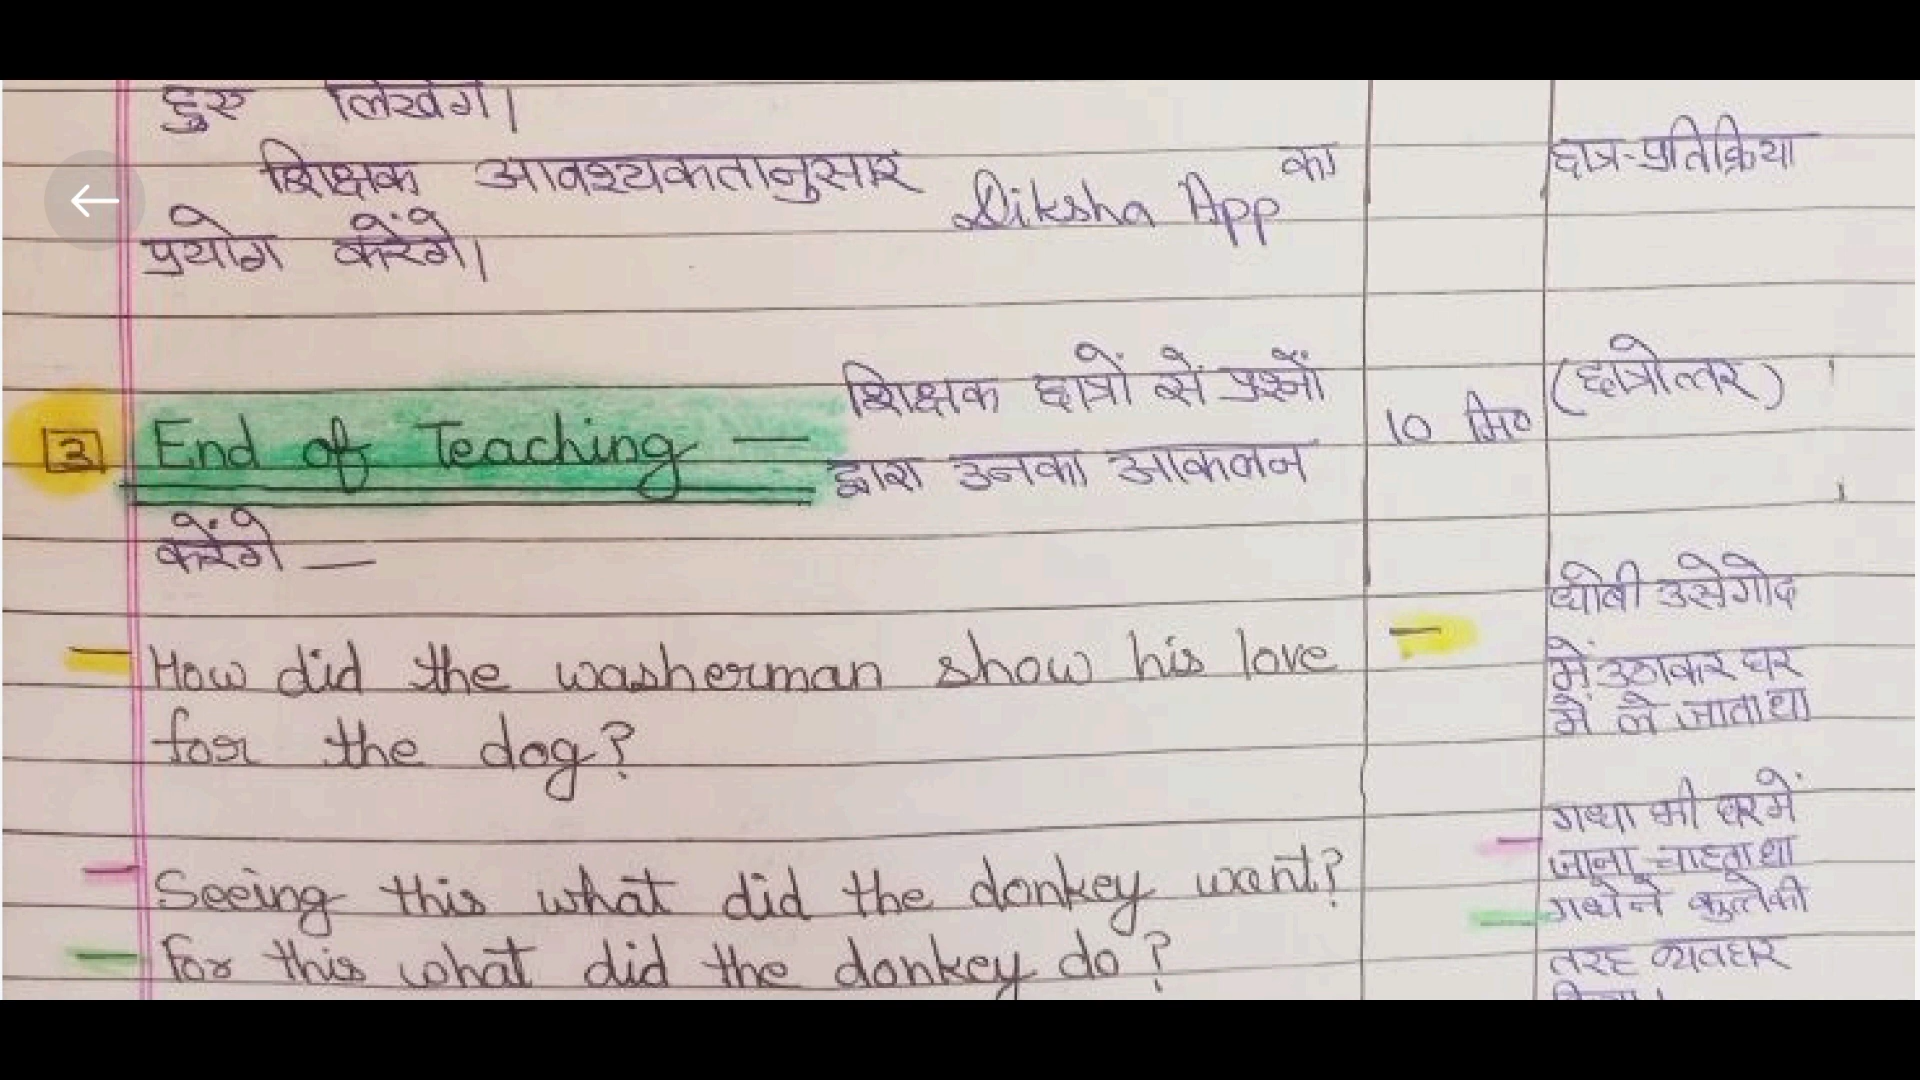 हुए लिखेंगे।
शिक्षक आवश्यकतानुसार Diksha App का
प्रयोग करेंगे।
छात्र-प्रतिक्रिया
3 End of Teaching — शिक्षक छात्रों से प्रश्नों
द्वारा उनका आकलन
करेंगे —
10 मि०
(छात्रोत्तर)
— How did the washerman show his love
for the dog?
— धोबी उसे गोद
में उठाकर घर
में ले जाता था
— Seeing this what did the donkey want?
— गधा भी घर में
जाना चाहता था
— For this what did the donkey do?
— गधे ने कुत्ते की
तरह व्यवहार
किया।